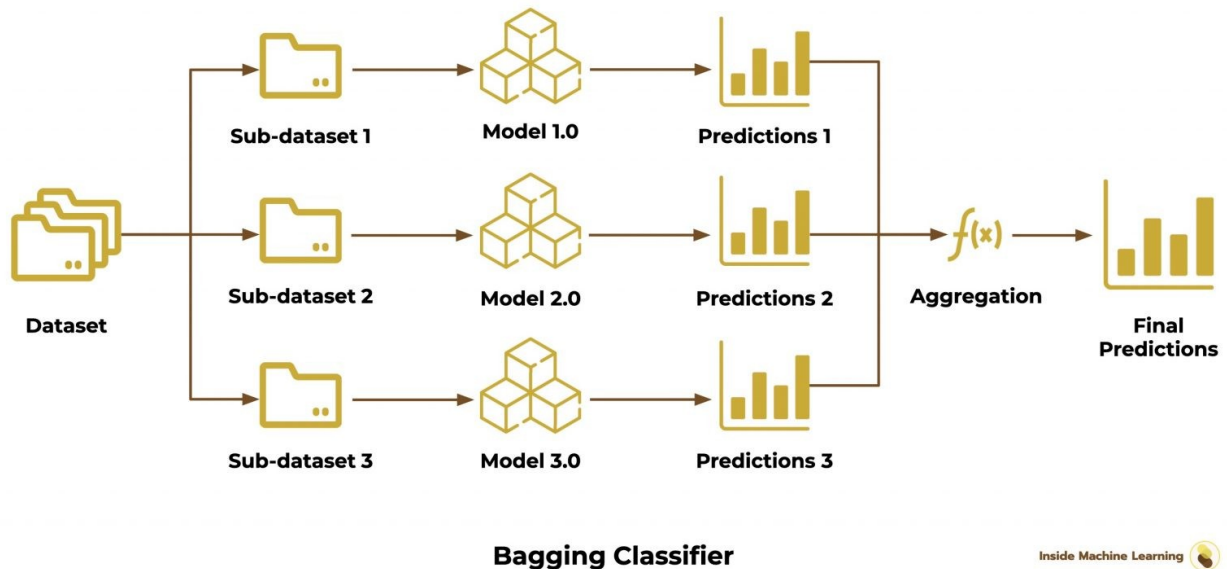 Sub-dataset 1
Model 1.0
Predictions 1
Dataset
Sub-dataset 2
Model 2.0
Predictions 2
f(x)
Aggregation
Final
Predictions
Sub-dataset 3
Model 3.0
Predictions 3
Bagging Classifier
Inside Machine Learning